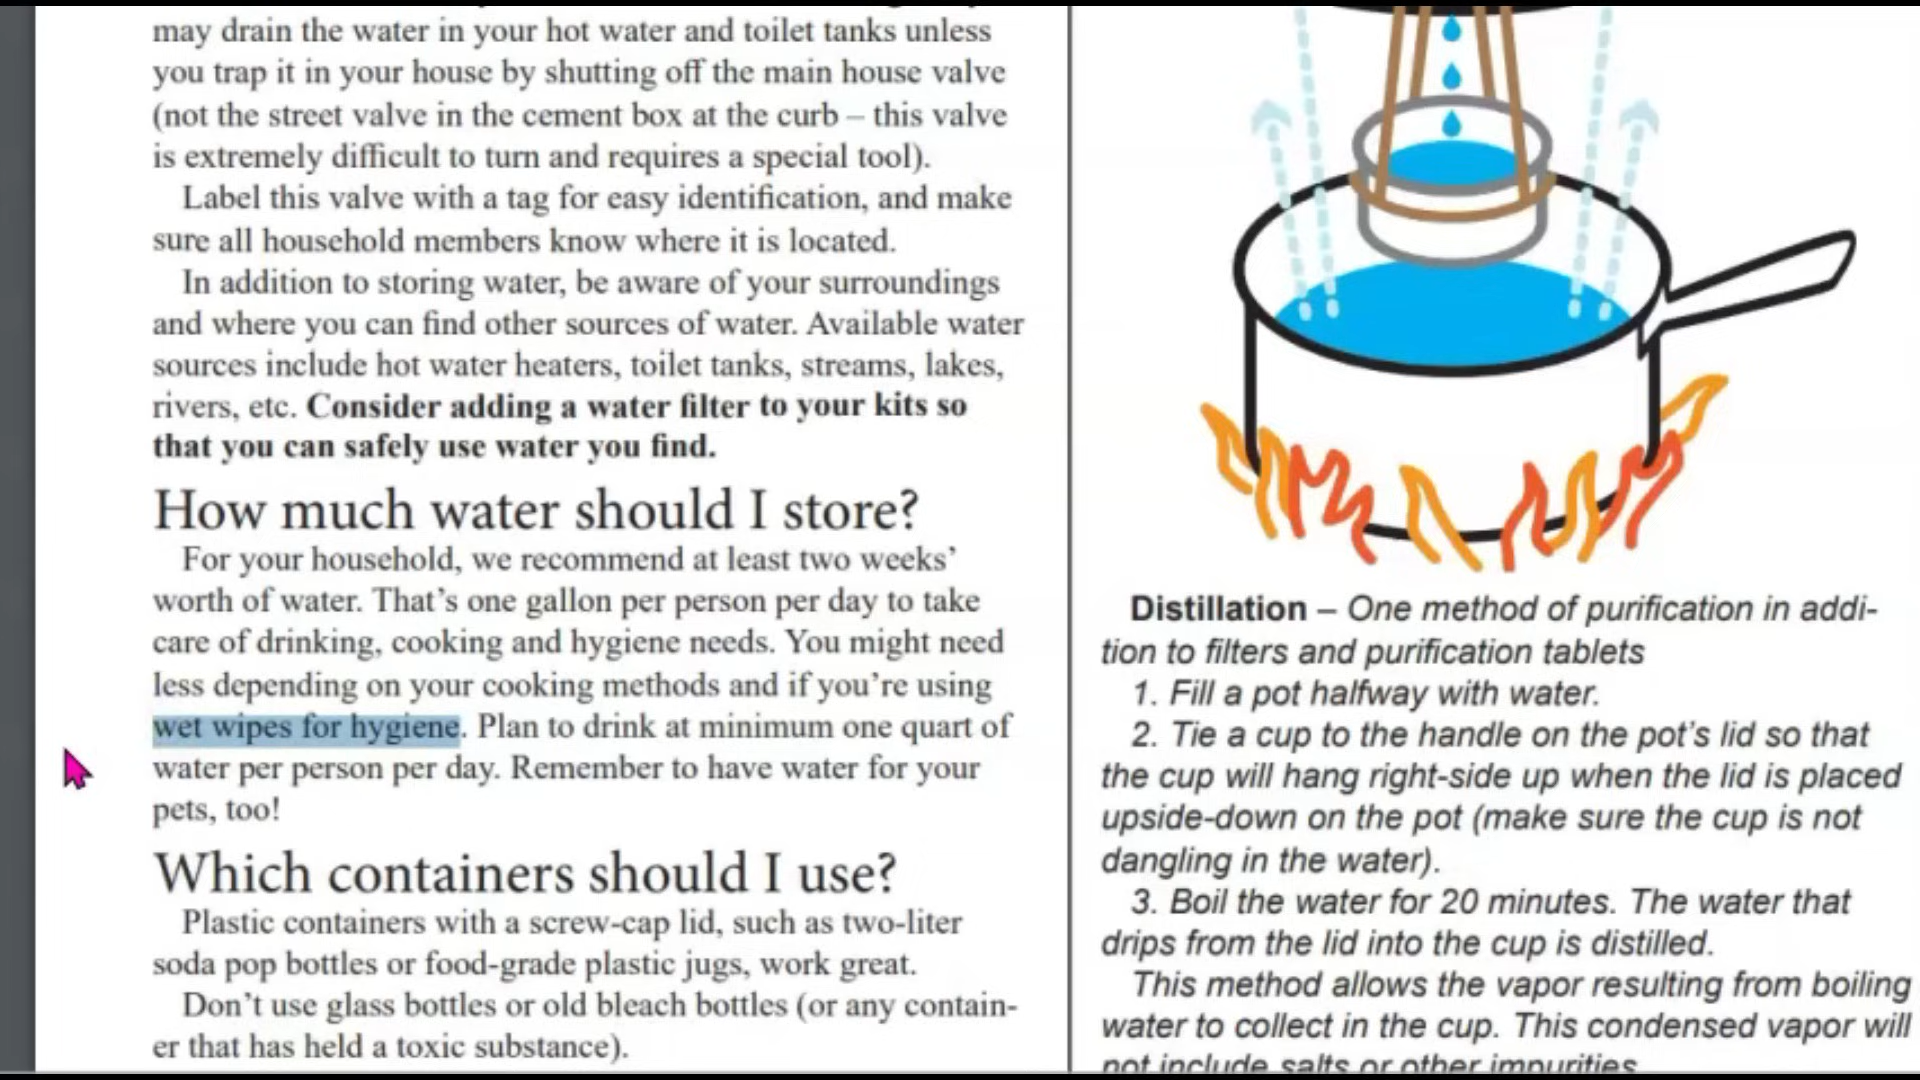 may drain the water in your hot water and toilet tanks unless
you trap it in your house by shutting off the main house valve
(not the street valve in the cement box at the curb – this valve
is extremely difficult to turn and requires a special tool).
Label this valve with a tag for easy identification, and make
sure all household members know where it is located.
In addition to storing water, be aware of your surroundings
and where you can find other sources of water. Available water
sources include hot water heaters, toilet tanks, streams, lakes,
rivers, etc. Consider adding a water filter to your kits so
that you can safely use water you find.
How much water should I store?
For your household, we recommend at least two weeks’
worth of water. That’s one gallon per person per day to take
care of drinking, cooking and hygiene needs. You might need
less depending on your cooking methods and if you’re using
wet wipes for hygiene. Plan to drink at minimum one quart of
water per person per day. Remember to have water for your
pets, too!
Which containers should I use?
Plastic containers with a screw-cap lid, such as two-liter
soda pop bottles or food-grade plastic jugs, work great.
Don’t use glass bottles or old bleach bottles (or any contain-
er that has held a toxic substance).
Distillation – One method of purification in addi-
tion to filters and purification tablets
1. Fill a pot halfway with water.
2. Tie a cup to the handle on the pot’s lid so that
the cup will hang right-side up when the lid is placed
upside-down on the pot (make sure the cup is not
dangling in the water).
3. Boil the water for 20 minutes. The water that
drips from the lid into the cup is distilled.
This method allows the vapor resulting from boiling
water to collect in the cup. This condensed vapor will
not include salts or other impurities